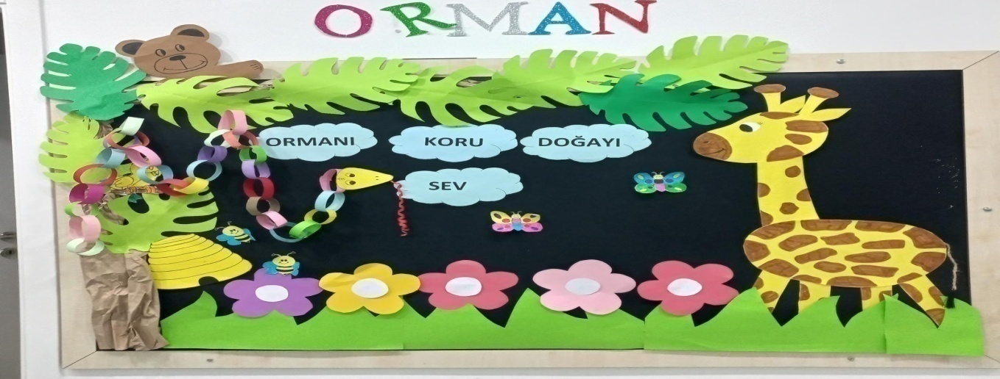 ORMAN
ORMANI KORU DOĞAYI
SEV